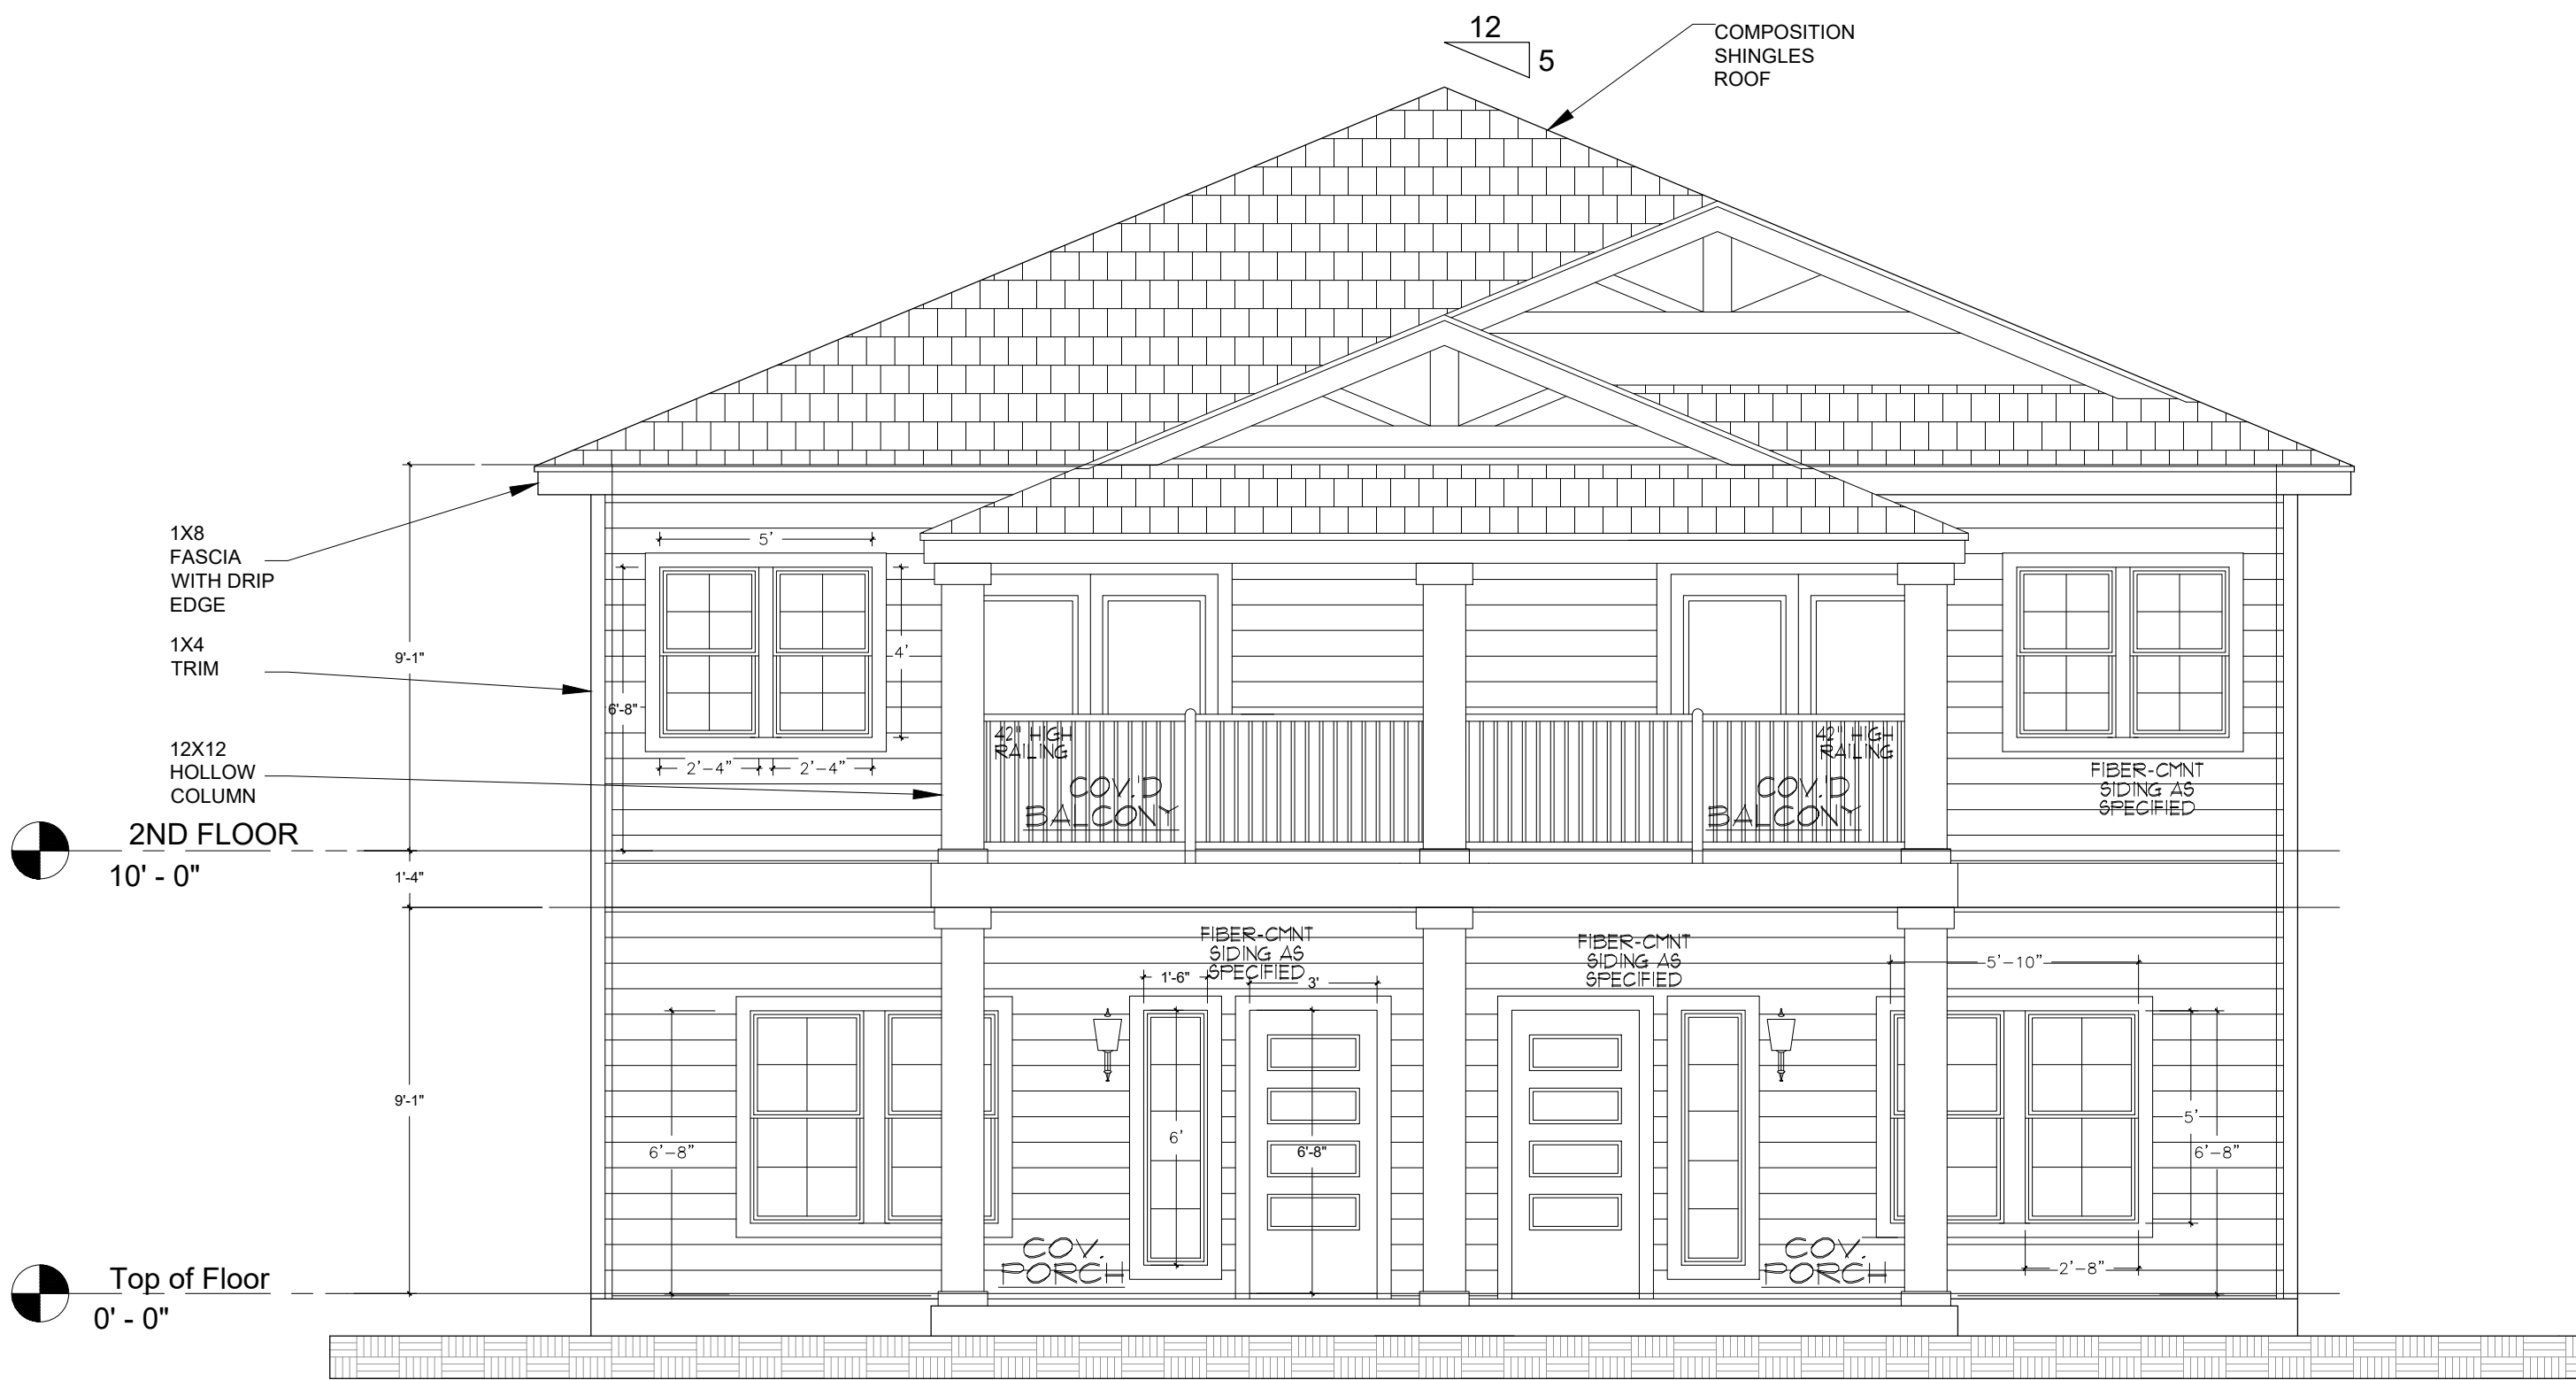 12
5
COMPOSITION
SHINGLES
ROOF
1X8
FASCIA
WITH DRIP
EDGE
1X4
TRIM
12X12
HOLLOW
COLUMN
9'-1"
5'
4'
6'-8"
2'-4"
2'-4"
42" HIGH
RAILING
COV.'D
BALCONY
42" HIGH
RAILING
COV.'D
BALCONY
FIBER-CMNT
SIDING AS
SPECIFIED
2ND FLOOR
10' - 0"
1'-4"
FIBER-CMNT
SIDING AS
SPECIFIED
FIBER-CMNT
SIDING AS
SPECIFIED
1'-6"
3'
5'-10"
9'-1"
6'-8"
6'
6'-8"
5'
6'-8"
COV.
PORCH
COV.
PORCH
2'-8"
Top of Floor
0' - 0"